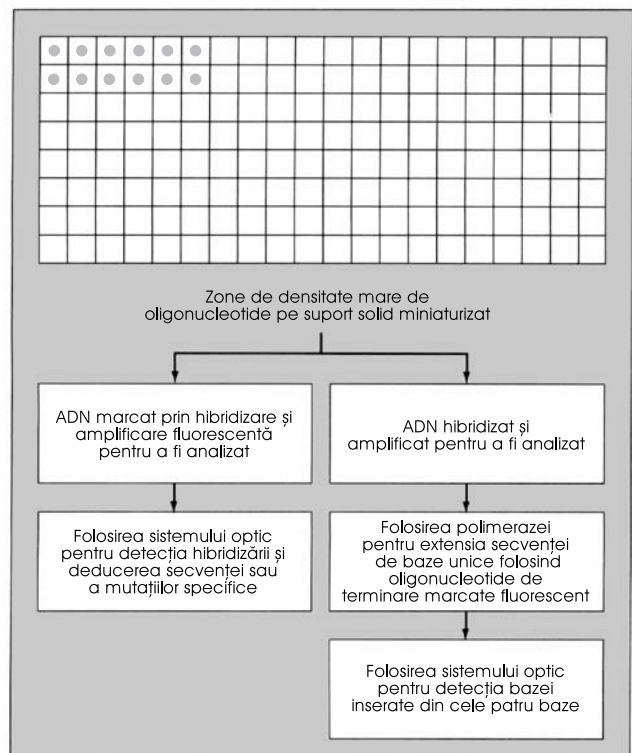 Zone de densitate mare de
oligonucleotide pe suport solid miniaturizat
ADN marcat prin hibridizare și
amplificare fluorescentă
pentru a fi analizat
Folosirea sistemului optic
pentru detecția hibridizării și
deducerea secvenței sau
a mutațiilor specifice
ADN hibridizat și
amplificat pentru a fi analizat
Folosirea polimerazei
pentru extensia secvenței
de baze unice folosind
oligonucleotide de
terminare marcate fluorescent
Folosirea sistemului optic
pentru detecția bazei
inserate din cele patru baze